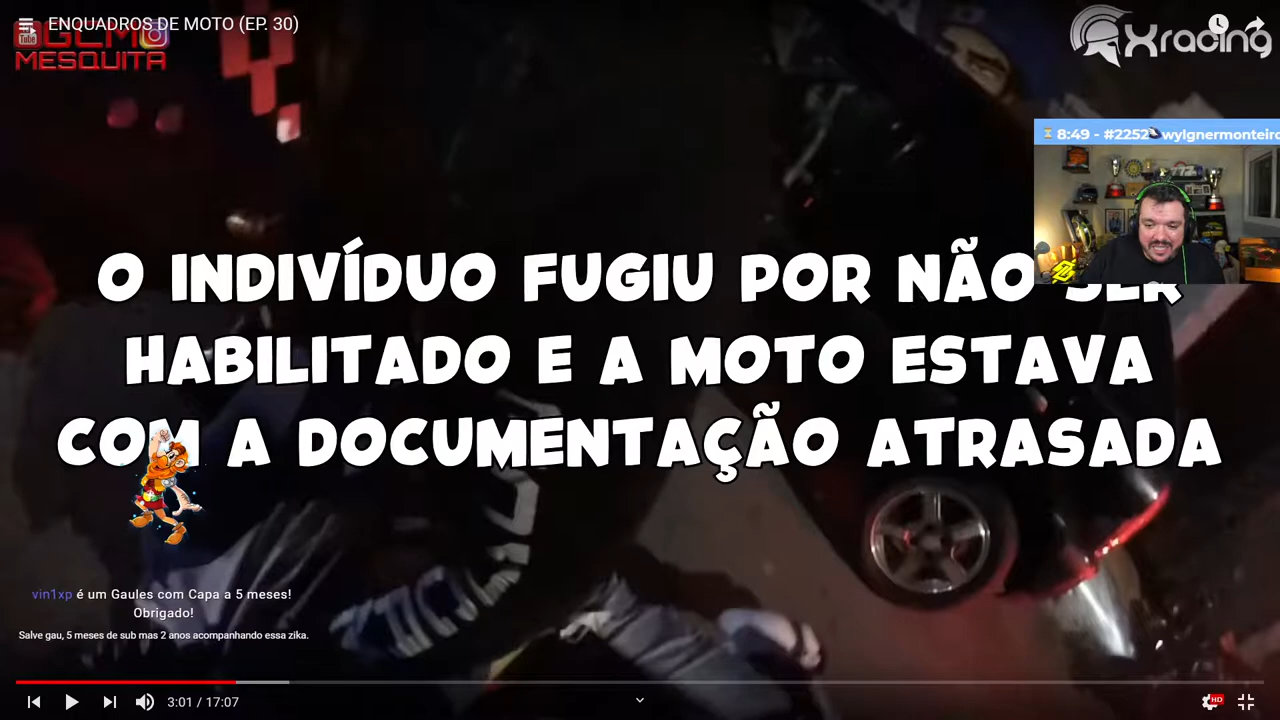 ENQUADROS DE MOTO (EP. 30)
MESQUITA
Xracing
8:49 - #2252 wylgnermonteiro
O INDIVÍDUO FUGIU POR NÃO SER
HABILITADO E A MOTO ESTAVA
COM A DOCUMENTAÇÃO ATRASADA
vin1xp é um Gaules com Capa a 5 meses!
Obrigado!
Salve gau, 5 meses de sub mas 2 anos acompanhando essa zika.
3:01 / 17:07
HD